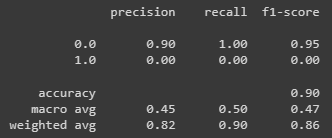 precision recall f1-score
0.0 0.90 1.00 0.95
1.0 0.00 0.00 0.00
accuracy 0.90
macro avg 0.45 0.50 0.47
weighted avg 0.82 0.90 0.86